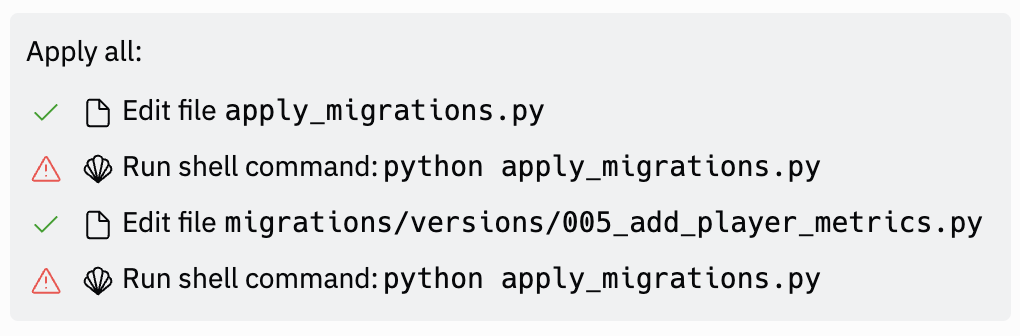 Apply all:
Edit file apply_migrations.py
Run shell command: python apply_migrations.py
Edit file migrations/versions/005_add_player_metrics.py
Run shell command: python apply_migrations.py